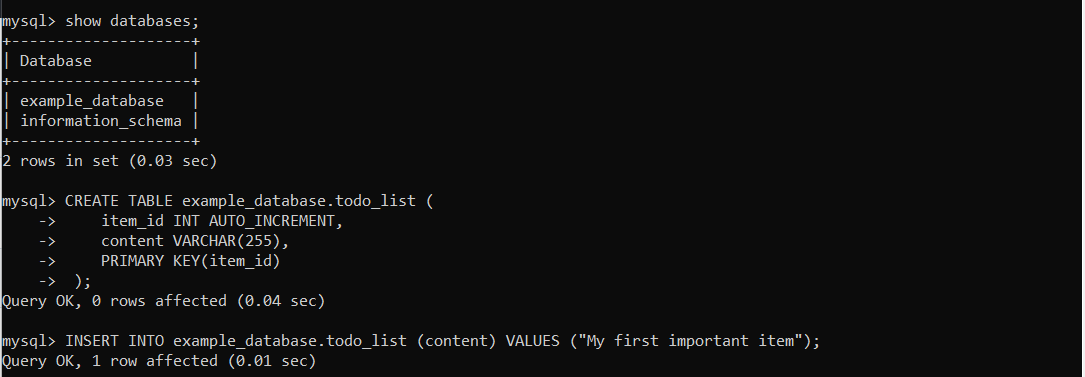 mysql> show databases;
+--------------------+
| Database           |
+--------------------+
| example_database   |
| information_schema |
+--------------------+
2 rows in set (0.03 sec)
mysql> CREATE TABLE example_database.todo_list (
    ->     item_id INT AUTO_INCREMENT,
    ->     content VARCHAR(255),
    ->     PRIMARY KEY(item_id)
    ->  );
Query OK, 0 rows affected (0.04 sec)
mysql> INSERT INTO example_database.todo_list (content) VALUES ("My first important item");
Query OK, 1 row affected (0.01 sec)